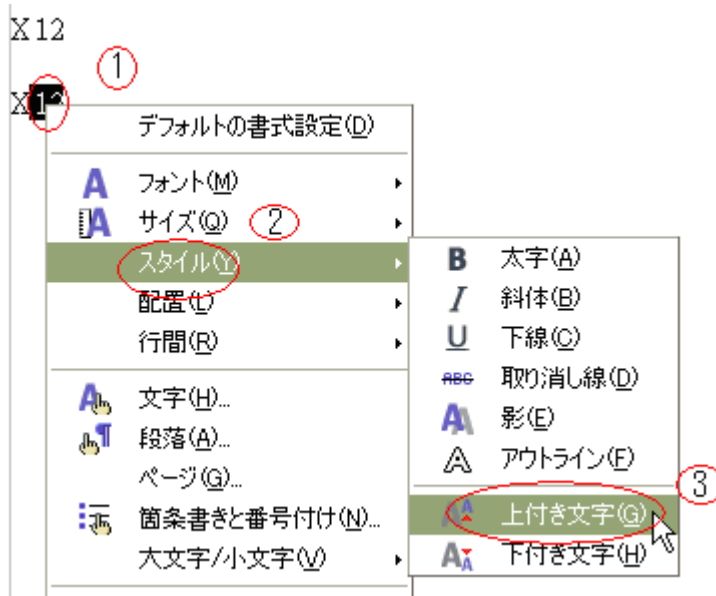 X12
①
X12
デフォルトの書式設定(D)
フォント(M)
サイズ(Q)
②
スタイル(Y)
配置(L)
行間(R)
文字(H)...
段落(A)...
ページ(G)...
箇条書きと番号付け(N)...
大文字/小文字(V)
B 太字(A)
I 斜体(B)
U 下線(C)
ABC 取り消し線(D)
影(E)
アウトライン(F)
③
上付き文字(G)
下付き文字(H)